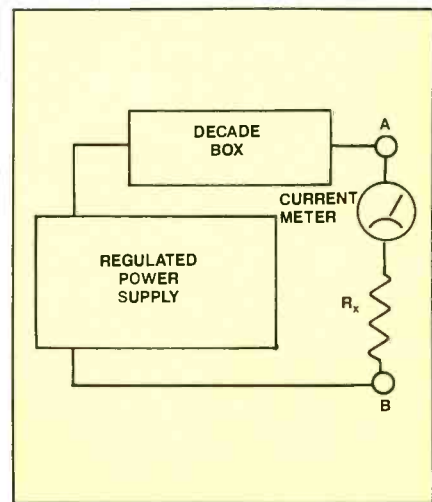 DECADE
BOX
A
CURRENT
METER
REGULATED
POWER
SUPPLY
Rx
B